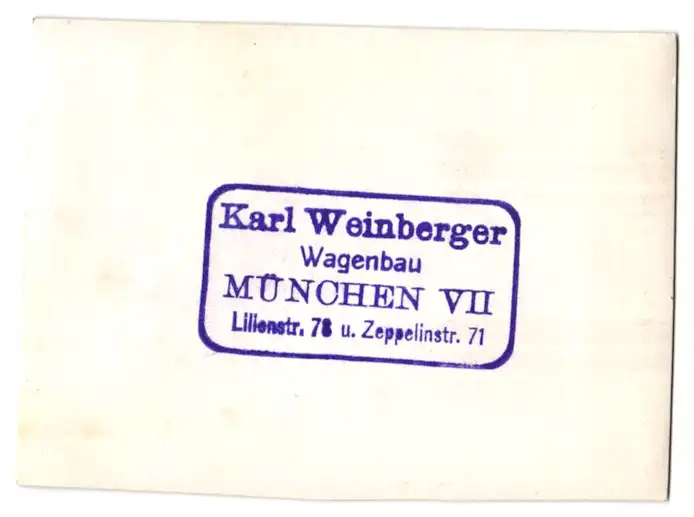 Karl Weinberger
Wagenbau
MÜNCHEN VII
Lilienstr. 78 u. Zeppelinstr. 71